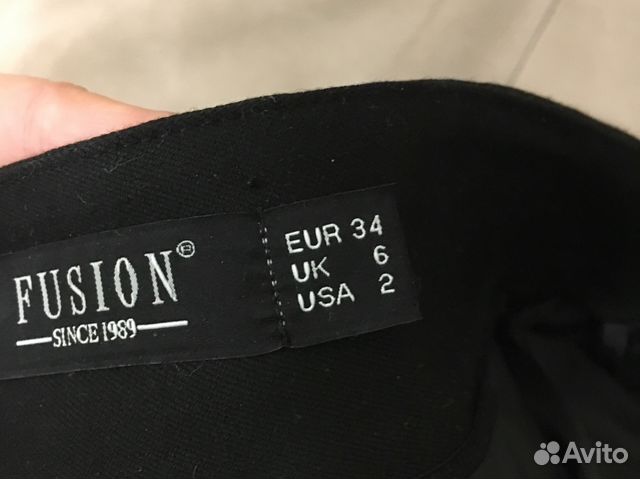 FUSION®
SINCE 1989
EUR 34
UK 6
USA 2
Avito